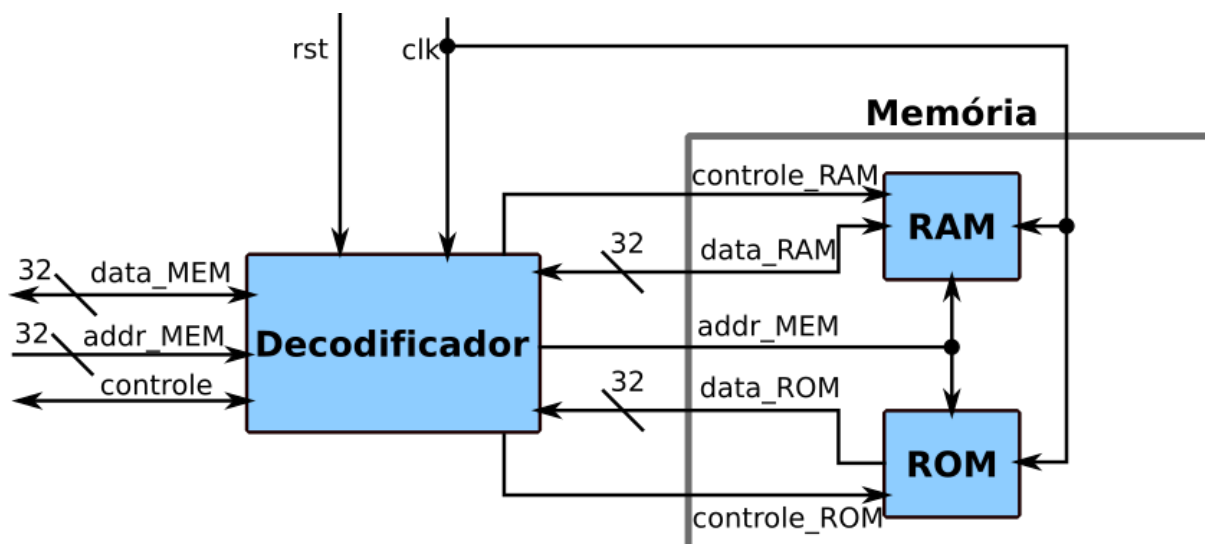 rst
clk
Memória
controle_RAM
RAM
32
data_RAM
32
data_MEM
32
addr_MEM
controle
Decodificador
addr_MEM
32
data_ROM
ROM
controle_ROM